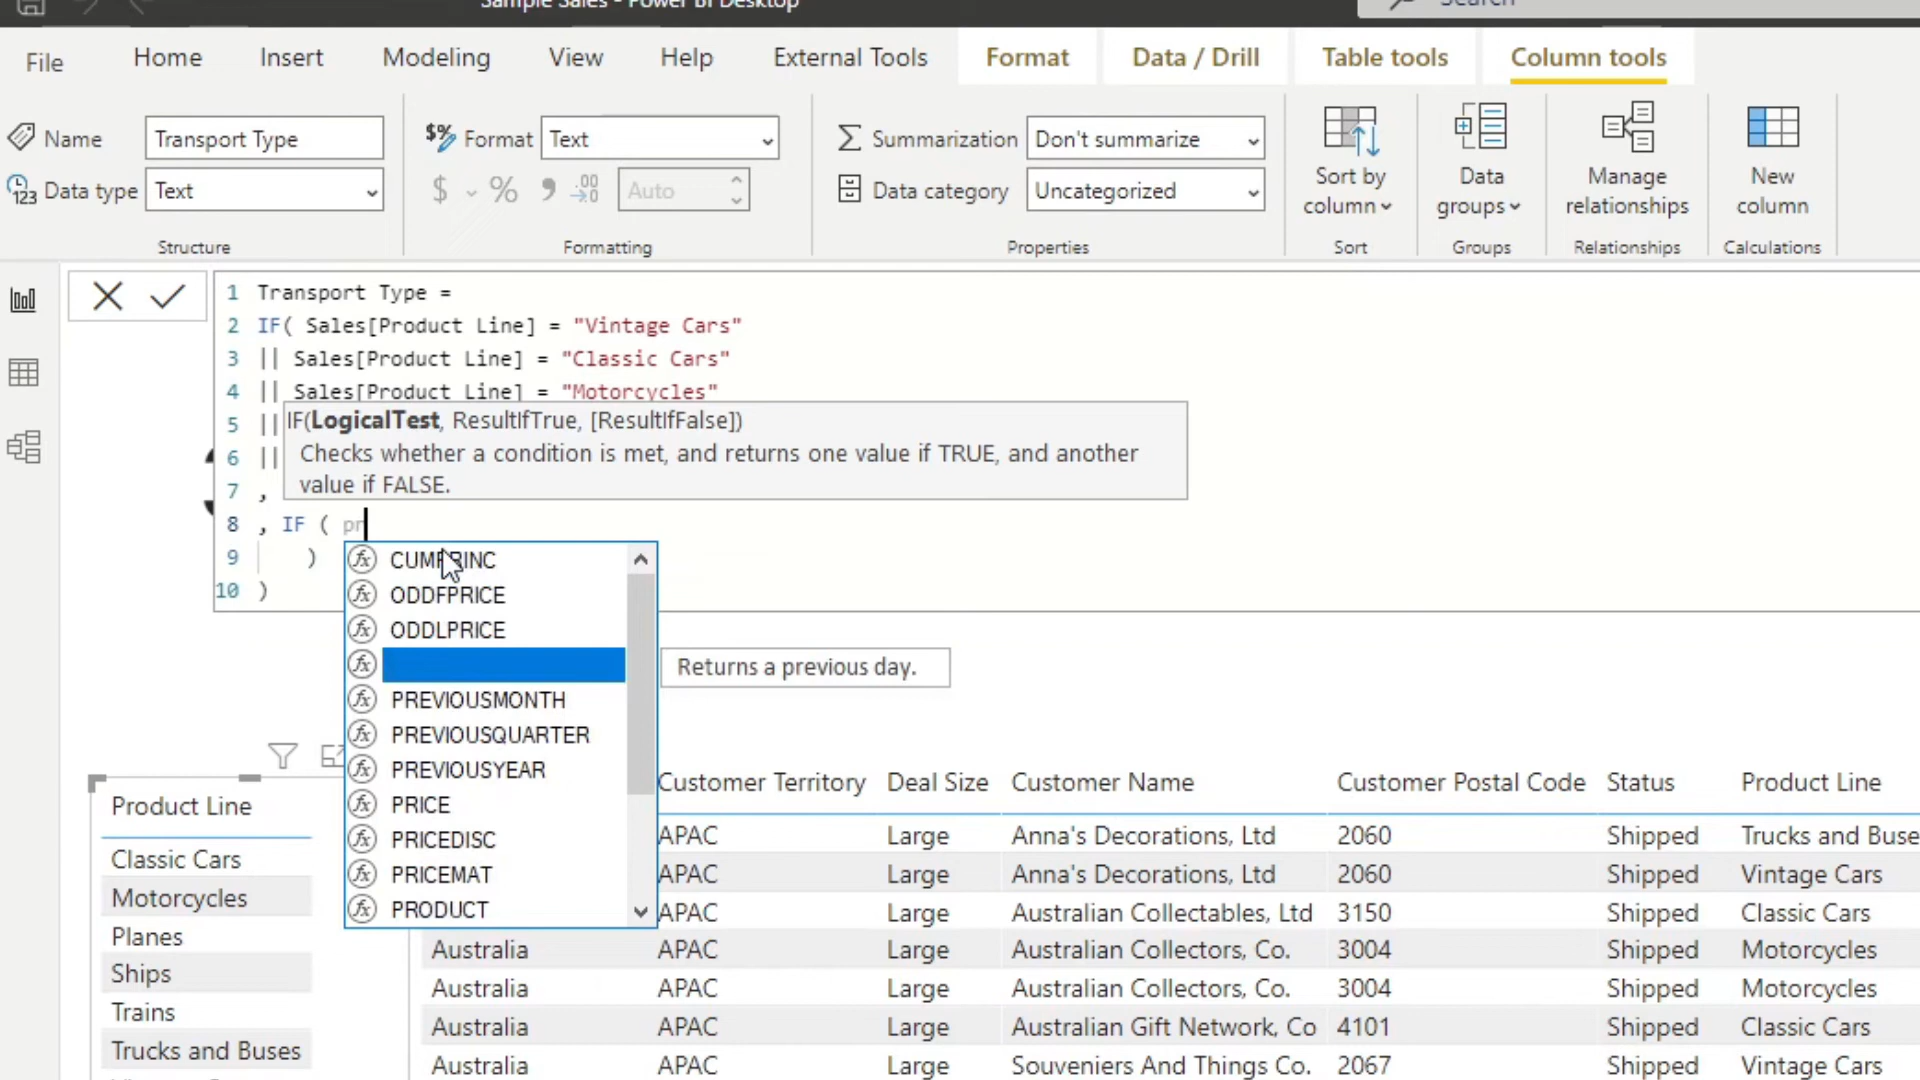 Sample Sales - Power BI Desktop
Search
File
Home
Insert
Modeling
View
Help
External Tools
Format
Data / Drill
Table tools
Column tools
Name
Transport Type
Format
Text
Summarization
Don't summarize
Sort by column
Data groups
Manage relationships
New column
Data type
Text
$ % , .00 →.0
Auto
Data category
Uncategorized
Structure
Formatting
Properties
Sort
Groups
Relationships
Calculations
1 Transport Type =
2 IF( Sales[Product Line] = "Vintage Cars"
3 || Sales[Product Line] = "Classic Cars"
4 || Sales[Product Line] = "Motorcycles"
5 ||
IF(LogicalTest, ResultIfTrue, [ResultIfFalse])
6 ||
Checks whether a condition is met, and returns one value if TRUE, and another
value if FALSE.
7 ,
8 , IF ( pr
9 )
10 )
CUMPRINC
ODDFPRICE
ODDLPRICE
Returns a previous day.
PREVIOUSMONTH
PREVIOUSQUARTER
PREVIOUSYEAR
PRICE
PRICEDISC
PRICEMAT
PRODUCT
Product Line
Classic Cars
Motorcycles
Planes
Ships
Trains
Trucks and Buses
Customer Territory Deal Size Customer Name Customer Postal Code Status Product Line
APAC Large Anna's Decorations, Ltd 2060 Shipped Trucks and Buse
APAC Large Anna's Decorations, Ltd 2060 Shipped Vintage Cars
APAC Large Australian Collectables, Ltd 3150 Shipped Classic Cars
Australia APAC Large Australian Collectors, Co. 3004 Shipped Motorcycles
Australia APAC Large Australian Collectors, Co. 3004 Shipped Motorcycles
Australia APAC Large Australian Gift Network, Co 4101 Shipped Classic Cars
Australia APAC Large Souveniers And Things Co. 2067 Shipped Vintage Cars